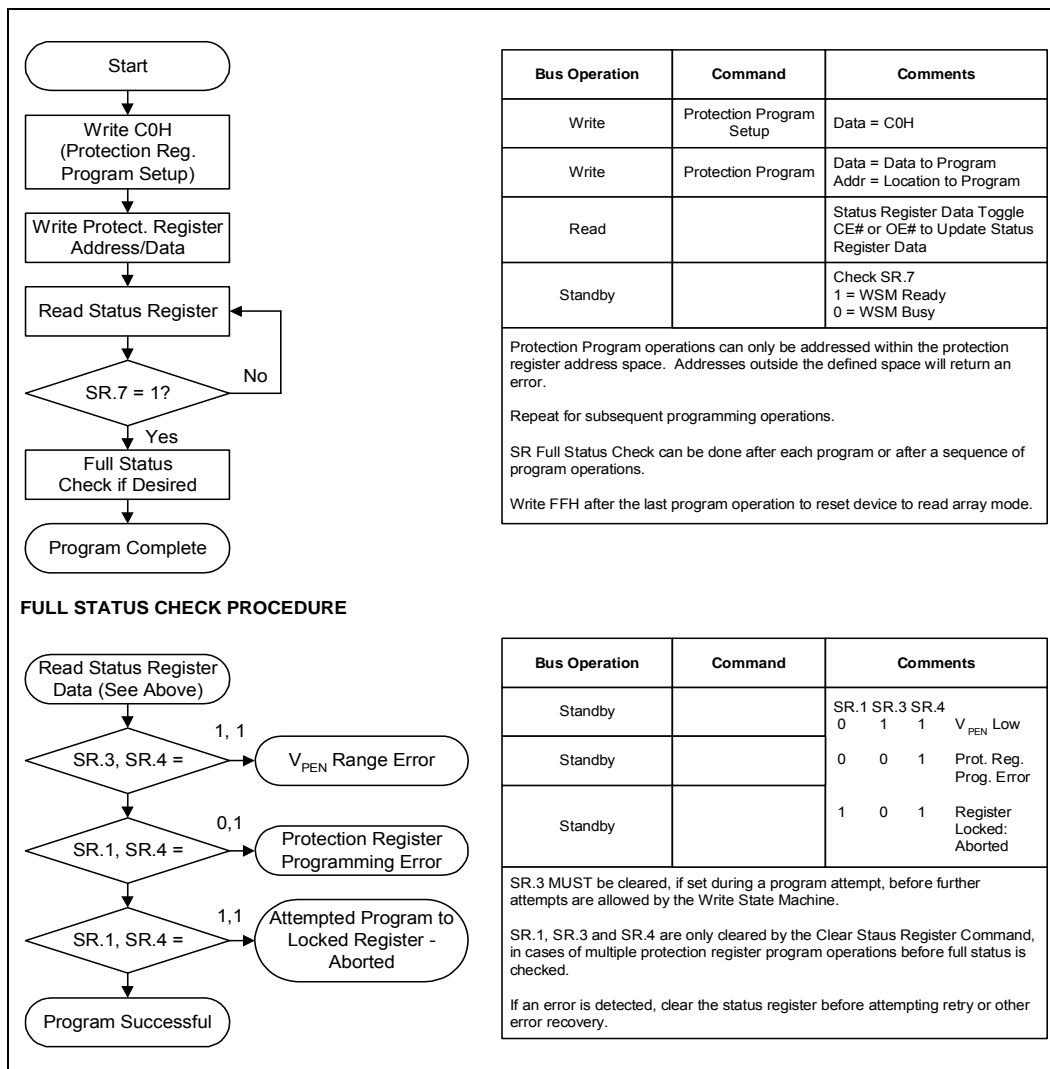 Start
Write C0H
(Protection Reg.
Program Setup)
Write Protect. Register
Address/Data
Read Status Register
No
SR.7 = 1?
Yes
Full Status
Check if Desired
Program Complete
Bus Operation Command Comments
Write Protection Program Setup Data = C0H
Write Protection Program Data = Data to Program
Addr = Location to Program
Read Status Register Data Toggle
CE# or OE# to Update Status
Register Data
Standby Check SR.7
1 = WSM Ready
0 = WSM Busy
Protection Program operations can only be addressed within the protection
register address space. Addresses outside the defined space will return an
error.
Repeat for subsequent programming operations.
SR Full Status Check can be done after each program or after a sequence of
program operations.
Write FFH after the last program operation to reset device to read array mode.
FULL STATUS CHECK PROCEDURE
Read Status Register
Data (See Above)
1, 1
SR.3, SR.4 = V PEN Range Error
0,1
SR.1, SR.4 = Protection Register
Programming Error
1,1
SR.1, SR.4 = Attempted Program to
Locked Register -
Aborted
Program Successful
Bus Operation Command Comments
SR.1 SR.3 SR.4
Standby 0 1 1 V PEN Low
Standby 0 0 1 Prot. Reg.
Prog. Error
Standby 1 0 1 Register
Locked:
Aborted
SR.3 MUST be cleared, if set during a program attempt, before further
attempts are allowed by the Write State Machine.
SR.1, SR.3 and SR.4 are only cleared by the Clear Staus Register Command,
in cases of multiple protection register program operations before full status is
checked.
If an error is detected, clear the status register before attempting retry or other
error recovery.